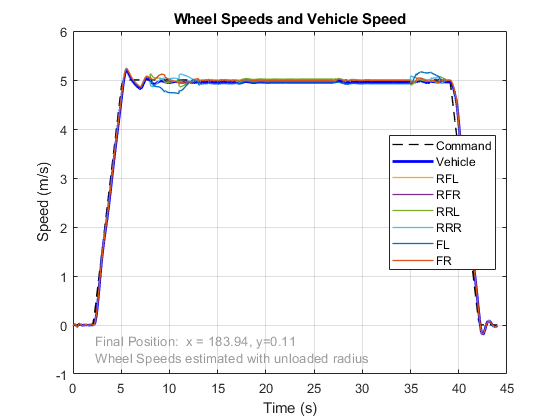 Wheel Speeds and Vehicle Speed
6
5
4
3
2
1
0
-1
Speed (m/s)
Command
Vehicle
RFL
RFR
RRL
RRR
FL
FR
Final Position: x = 183.94, y=0.11
Wheel Speeds estimated with unloaded radius
0 5 10 15 20 25 30 35 40 45
Time (s)